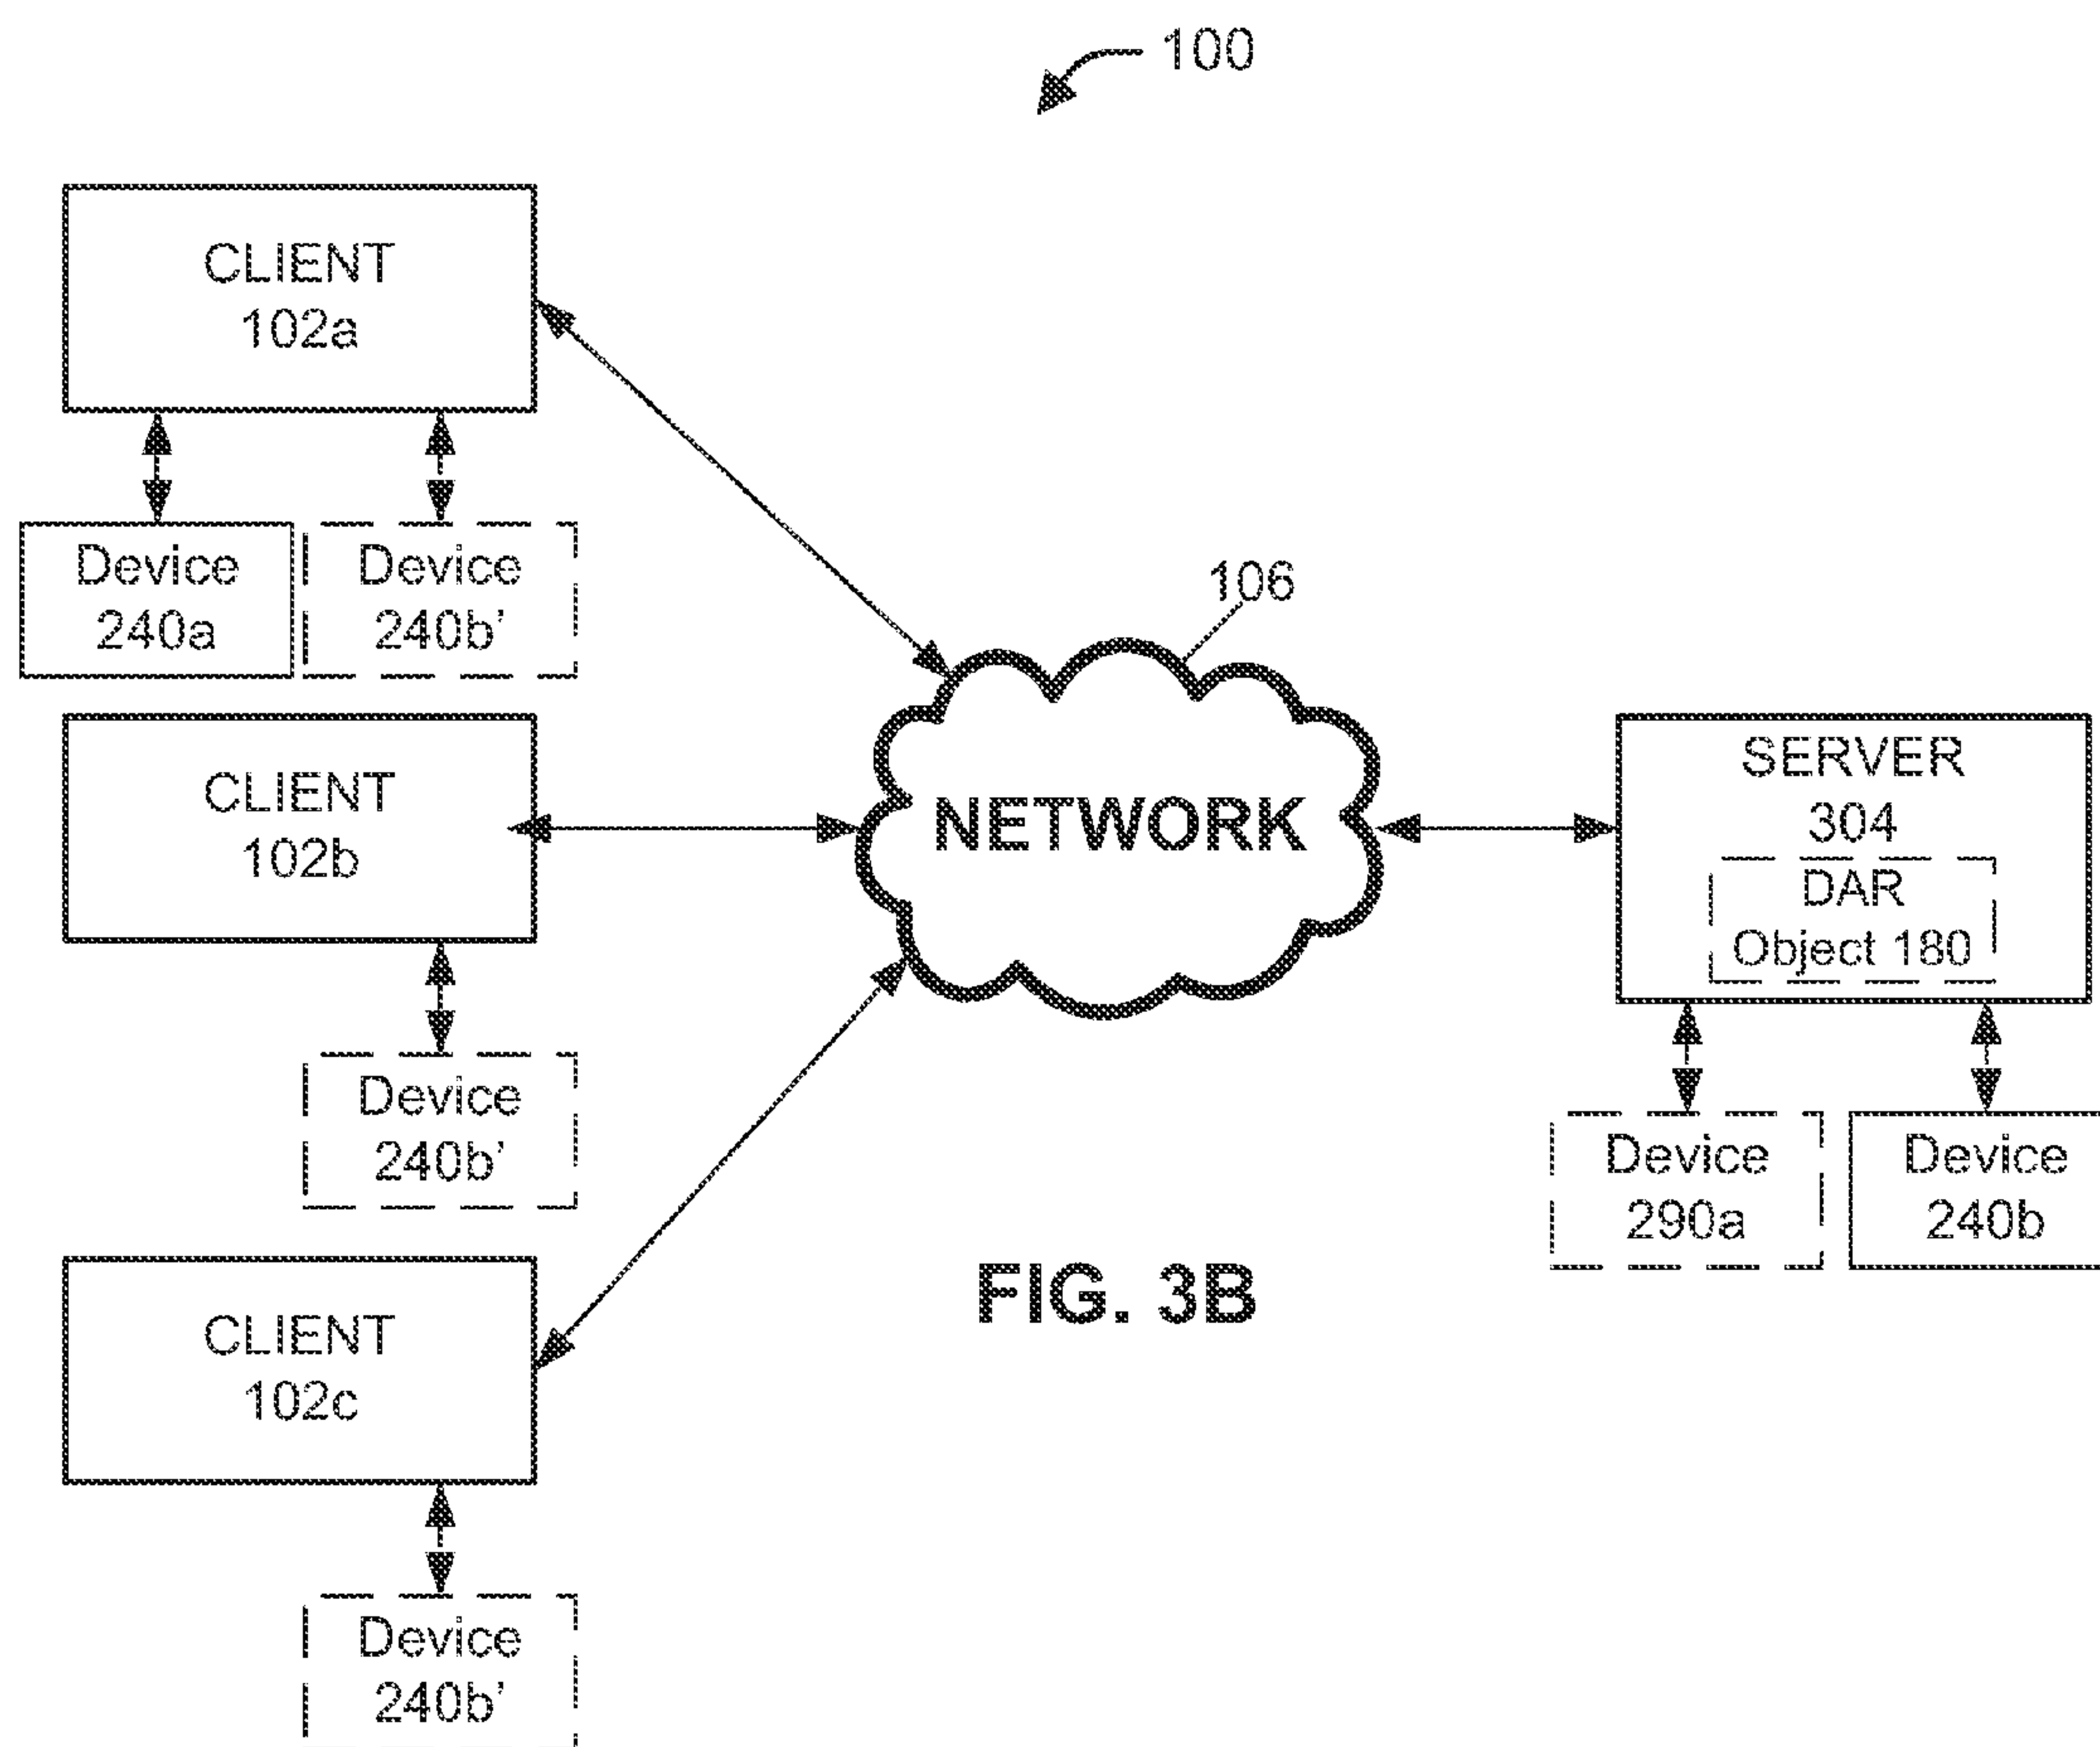 100
CLIENT
102a
Device
240a
Device
240b'
CLIENT
102b
Device
240b'
CLIENT
102c
Device
240b'
106
NETWORK
SERVER
304
DAR
Object 180
Device
290a
Device
240b
FIG. 3B